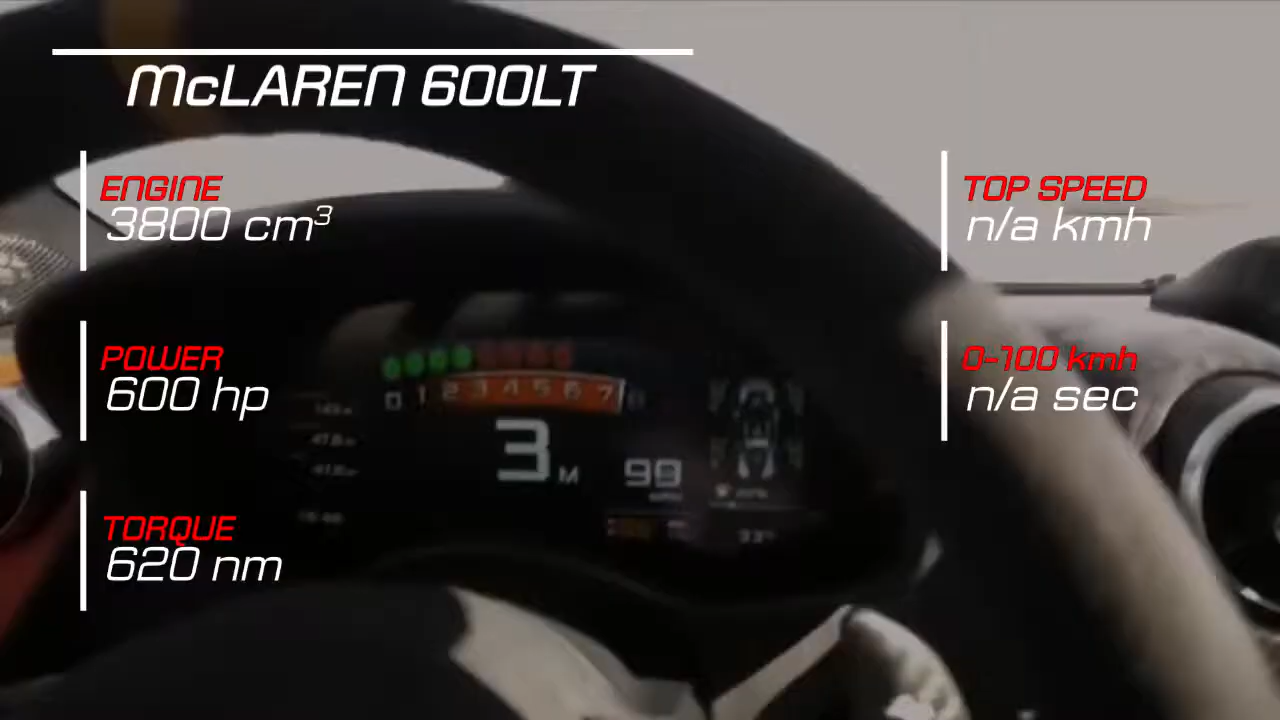 McLAREN 600LT
ENGINE
3800 cm³
TOP SPEED
n/a kmh
POWER
600 hp
0-100 kmh
n/a sec
TORQUE
620 nm
0 1 2 3 4 5 6 7 8
3 M
99